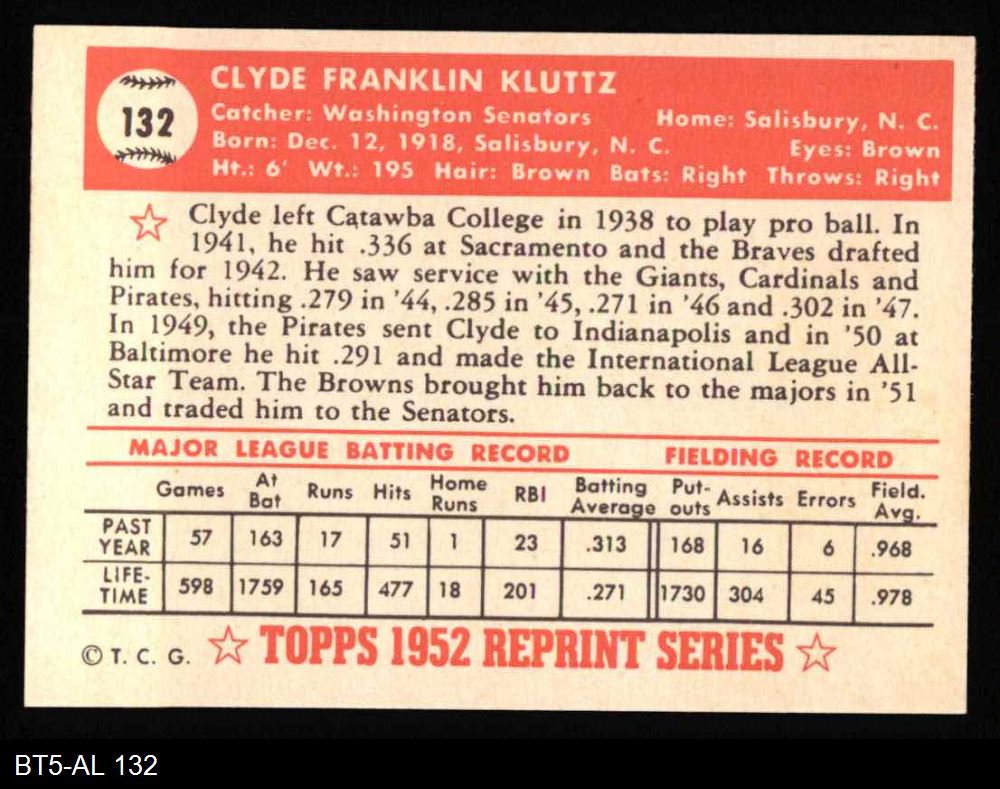 132
CLYDE FRANKLIN KLUTTZ
Catcher: Washington Senators Home: Salisbury, N. C.
Born: Dec. 12, 1918, Salisbury, N. C. Eyes: Brown
Ht.: 6' Wt.: 195 Hair: Brown Bats: Right Throws: Right
Clyde left Catawba College in 1938 to play pro ball. In
1941, he hit .336 at Sacramento and the Braves drafted
him for 1942. He saw service with the Giants, Cardinals and
Pirates, hitting .279 in '44, .285 in '45, .271 in '46 and .302 in '47.
In 1949, the Pirates sent Clyde to Indianapolis and in '50 at
Baltimore he hit .291 and made the International League All-
Star Team. The Browns brought him back to the majors in '51
and traded him to the Senators.
MAJOR LEAGUE BATTING RECORD FIELDING RECORD
Games At Bat Runs Hits Home Runs RBI Batting Average Put-outs Assists Errors Field. Avg.
PAST YEAR 57 163 17 51 1 23 .313 168 16 6 .968
LIFE-TIME 598 1759 165 477 18 201 .271 1730 304 45 .978
© T. C. G. TOPPS 1952 REPRINT SERIES
BT5-AL 132